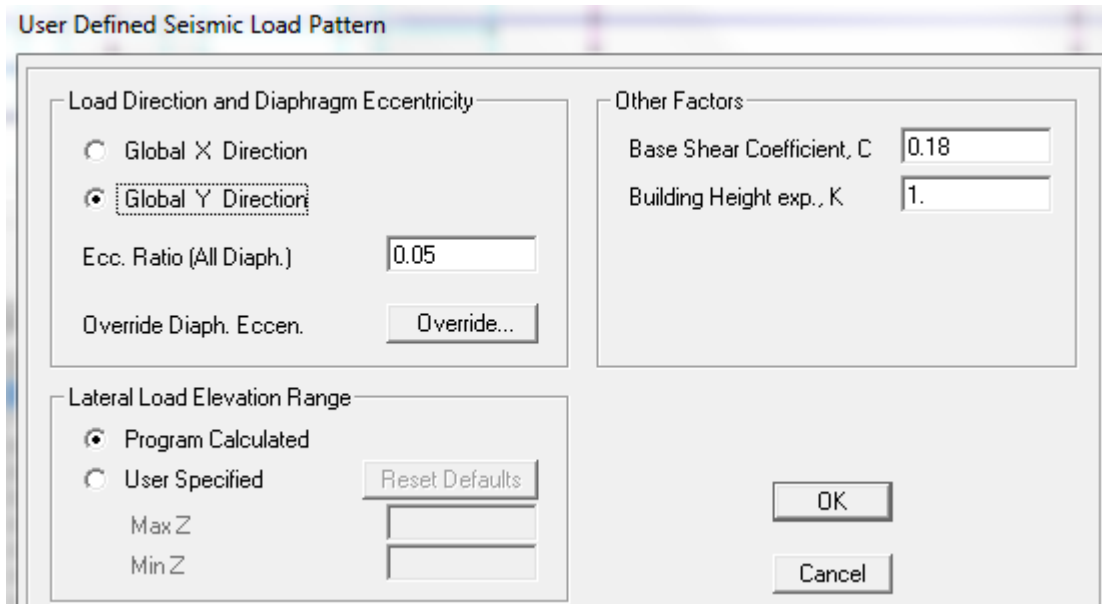 User Defined Seismic Load Pattern
Load Direction and Diaphragm Eccentricity
Global X Direction
Global Y Direction
Ecc. Ratio (All Diaph.) 0.05
Override Diaph. Eccen. Override...
Other Factors
Base Shear Coefficient, C 0.18
Building Height exp., K 1.
Lateral Load Elevation Range
Program Calculated
User Specified Reset Defaults
Max Z
Min Z
OK
Cancel